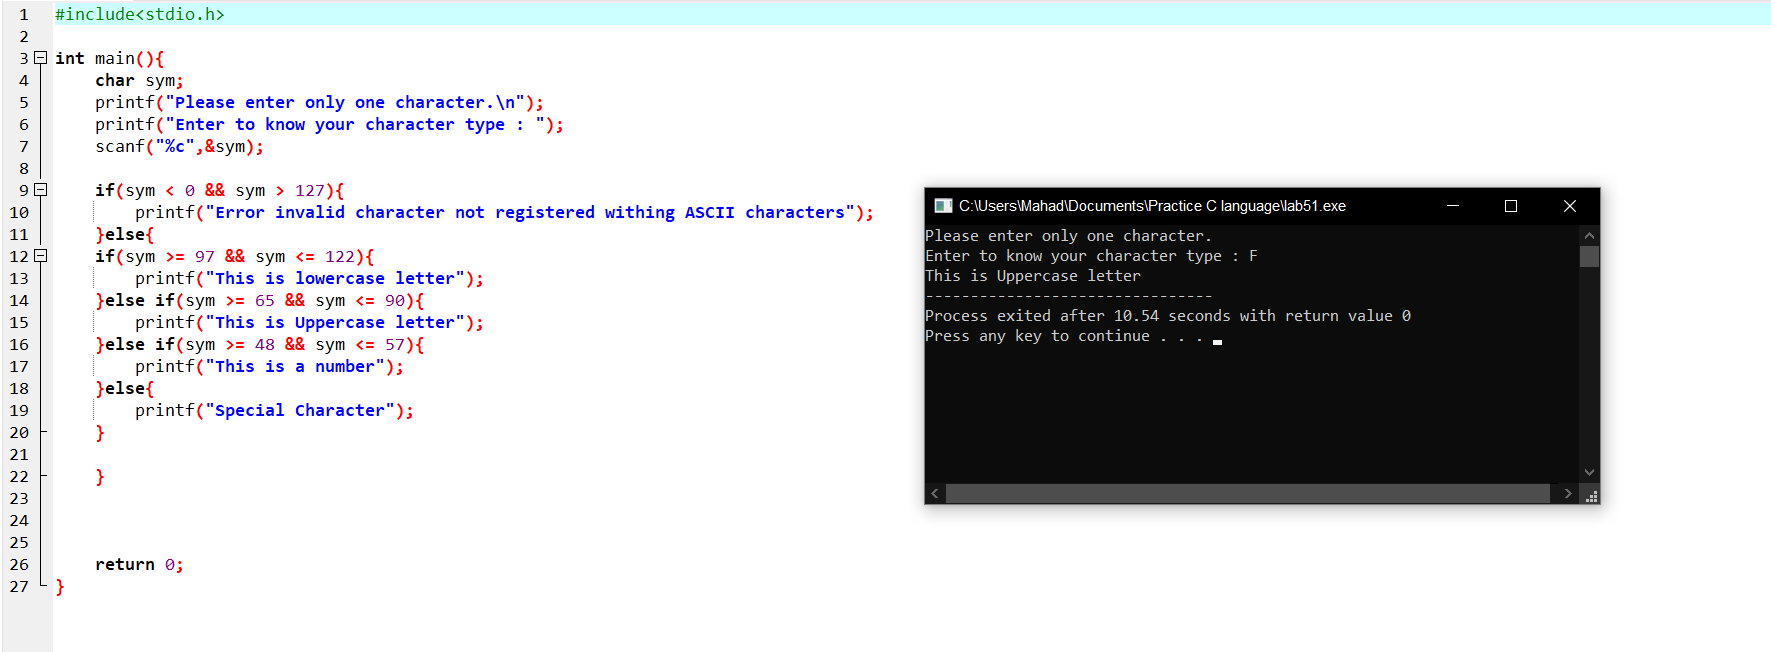 1 #include<stdio.h>
2
3 int main(){
4 char sym;
5 printf("Please enter only one character.\n");
6 printf("Enter to know your character type : ");
7 scanf("%c",&sym);
8
9 if(sym < 0 && sym > 127){
10 printf("Error invalid character not registered withing ASCII characters");
11 }else{
12 if(sym >= 97 && sym <= 122){
13 printf("This is lowercase letter");
14 }else if(sym >= 65 && sym <= 90){
15 printf("This is Uppercase letter");
16 }else if(sym >= 48 && sym <= 57){
17 printf("This is a number");
18 }else{
19 printf("Special Character");
20 }
21
22 }
23
24
25
26 return 0;
27 }
C:\Users\Mahad\Documents\Practice C language\lab51.exe
Please enter only one character.
Enter to know your character type : F
This is Uppercase letter
--------------------------------
Process exited after 10.54 seconds with return value 0
Press any key to continue . . .